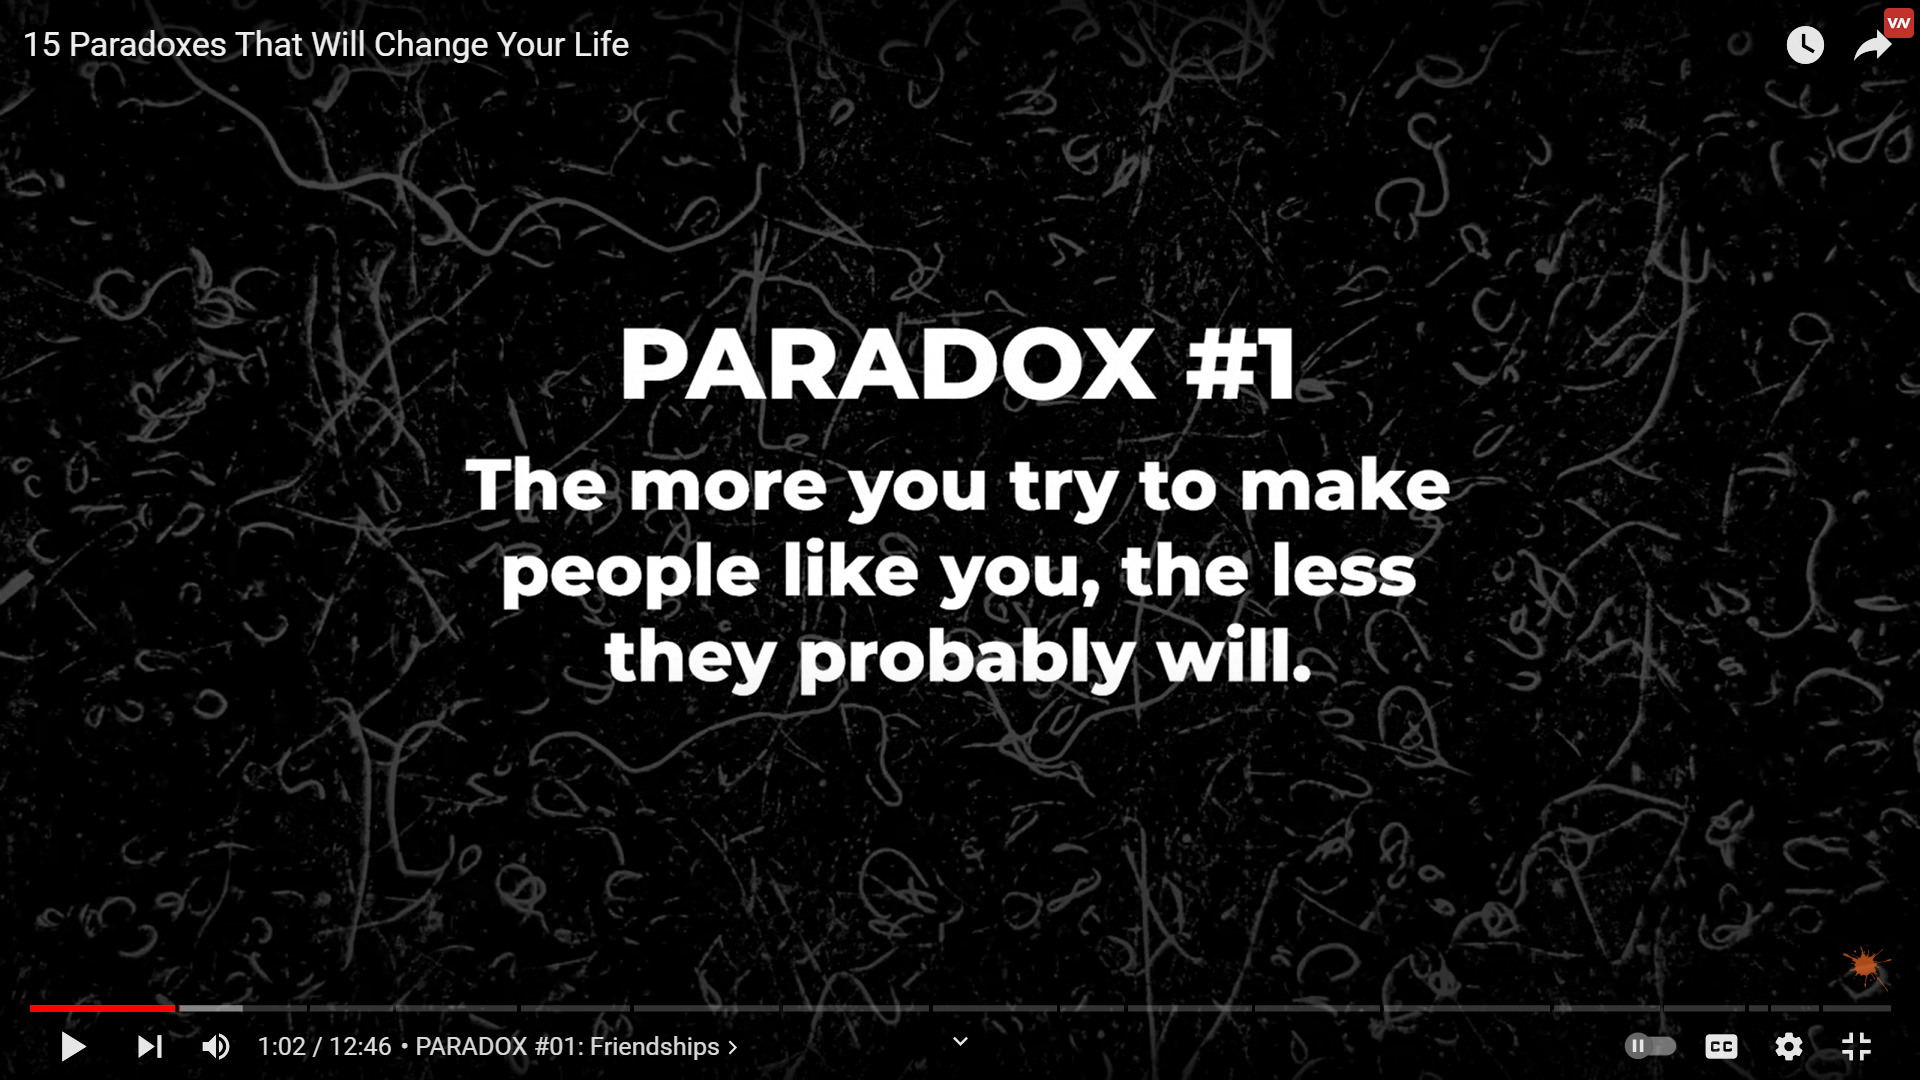 15 Paradoxes That Will Change Your Life
VN
PARADOX #1
The more you try to make
people like you, the less
they probably will.
1:02 / 12:46 • PARADOX #01: Friendships
CC